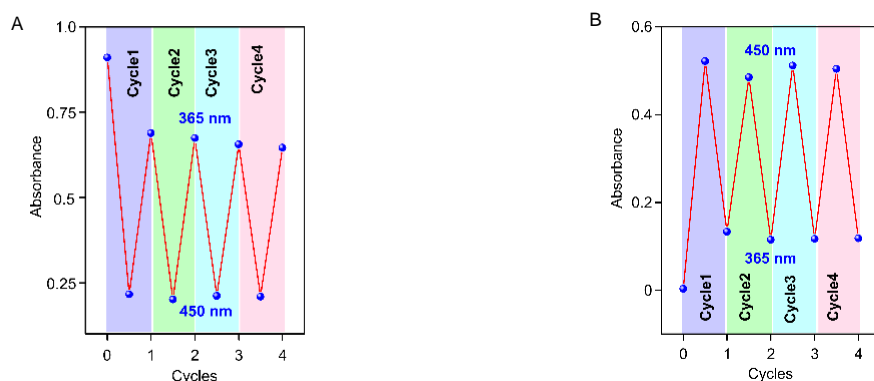 A
1.0
0.75
0.5
0.25
Absorbance
Cycle1
Cycle2
Cycle3
Cycle4
365 nm
450 nm
0 1 2 3 4
Cycles
B
0.6
0.4
0.2
0
Absorbance
450 nm
365 nm
Cycle1
Cycle2
Cycle3
Cycle4
0 1 2 3 4
Cycles